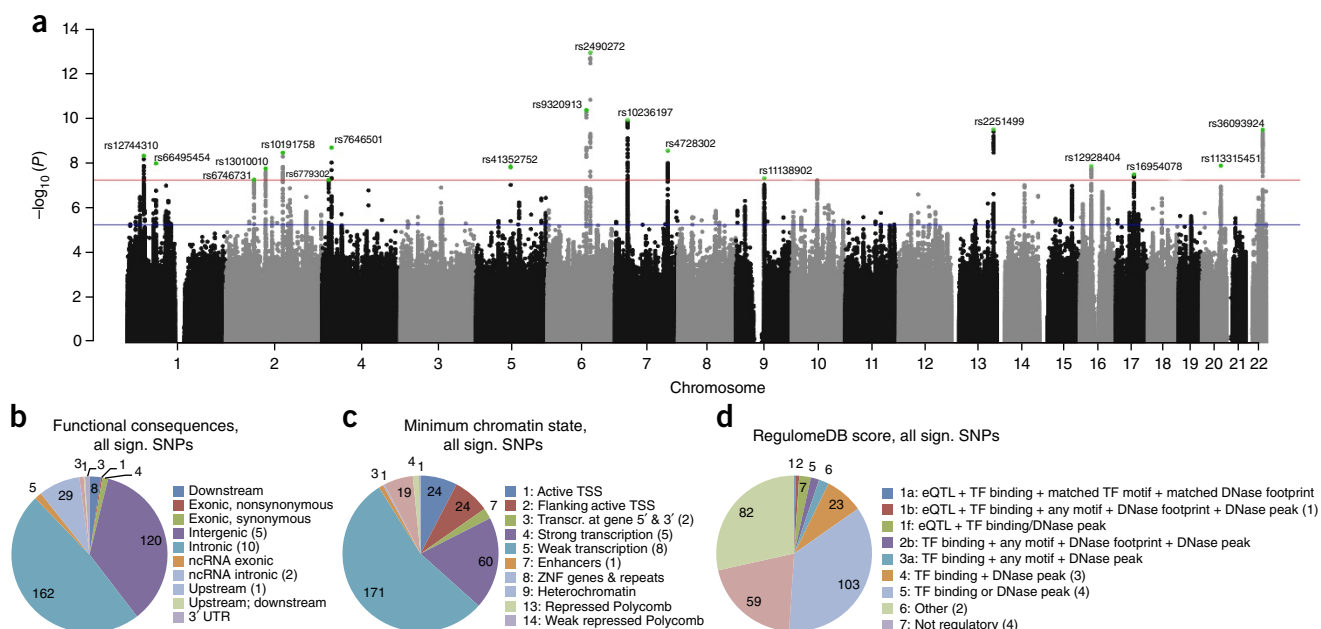 a
14
12
10
8
6
4
2
0
–log10 (P)
rs12744310
rs66495454
rs6746731
rs13010010
rs10191758
rs6779302
rs7646501
rs41352752
rs9320913
rs2490272
rs10236197
rs4728302
rs11138902
rs2251499
rs12928404
rs16954078
rs113315451
rs36093924
1 2 4 3 5 6 7 8 9 10 11 12 13 14 15 16 17 18 19 20 21 22
Chromosome
b
Functional consequences,
all sign. SNPs
3
1
3
1
4
5
29
8
120
162
Downstream
Exonic, nonsynonymous
Exonic, synonymous
Intergenic (5)
Intronic (10)
ncRNA exonic
ncRNA intronic (2)
Upstream (1)
Upstream; downstream
3′ UTR
c
Minimum chromatin state,
all sign. SNPs
4
1
3
1
19
24
24
7
60
171
1: Active TSS
2: Flanking active TSS
3: Transcr. at gene 5′ & 3′ (2)
4: Strong transcription (5)
5: Weak transcription (8)
7: Enhancers (1)
8: ZNF genes & repeats
9: Heterochromatin
13: Repressed Polycomb
14: Weak repressed Polycomb
d
RegulomeDB score, all sign. SNPs
1
2
5
6
7
23
82
103
59
1a: eQTL + TF binding + matched TF motif + matched DNase footprint
1b: eQTL + TF binding + any motif + DNase footprint + DNase peak (1)
1f: eQTL + TF binding/DNase peak
2b: TF binding + any motif + DNase footprint + DNase peak
3a: TF binding + any motif + DNase peak
4: TF binding + DNase peak (3)
5: TF binding or DNase peak (4)
6: Other (2)
7: Not regulatory (4)